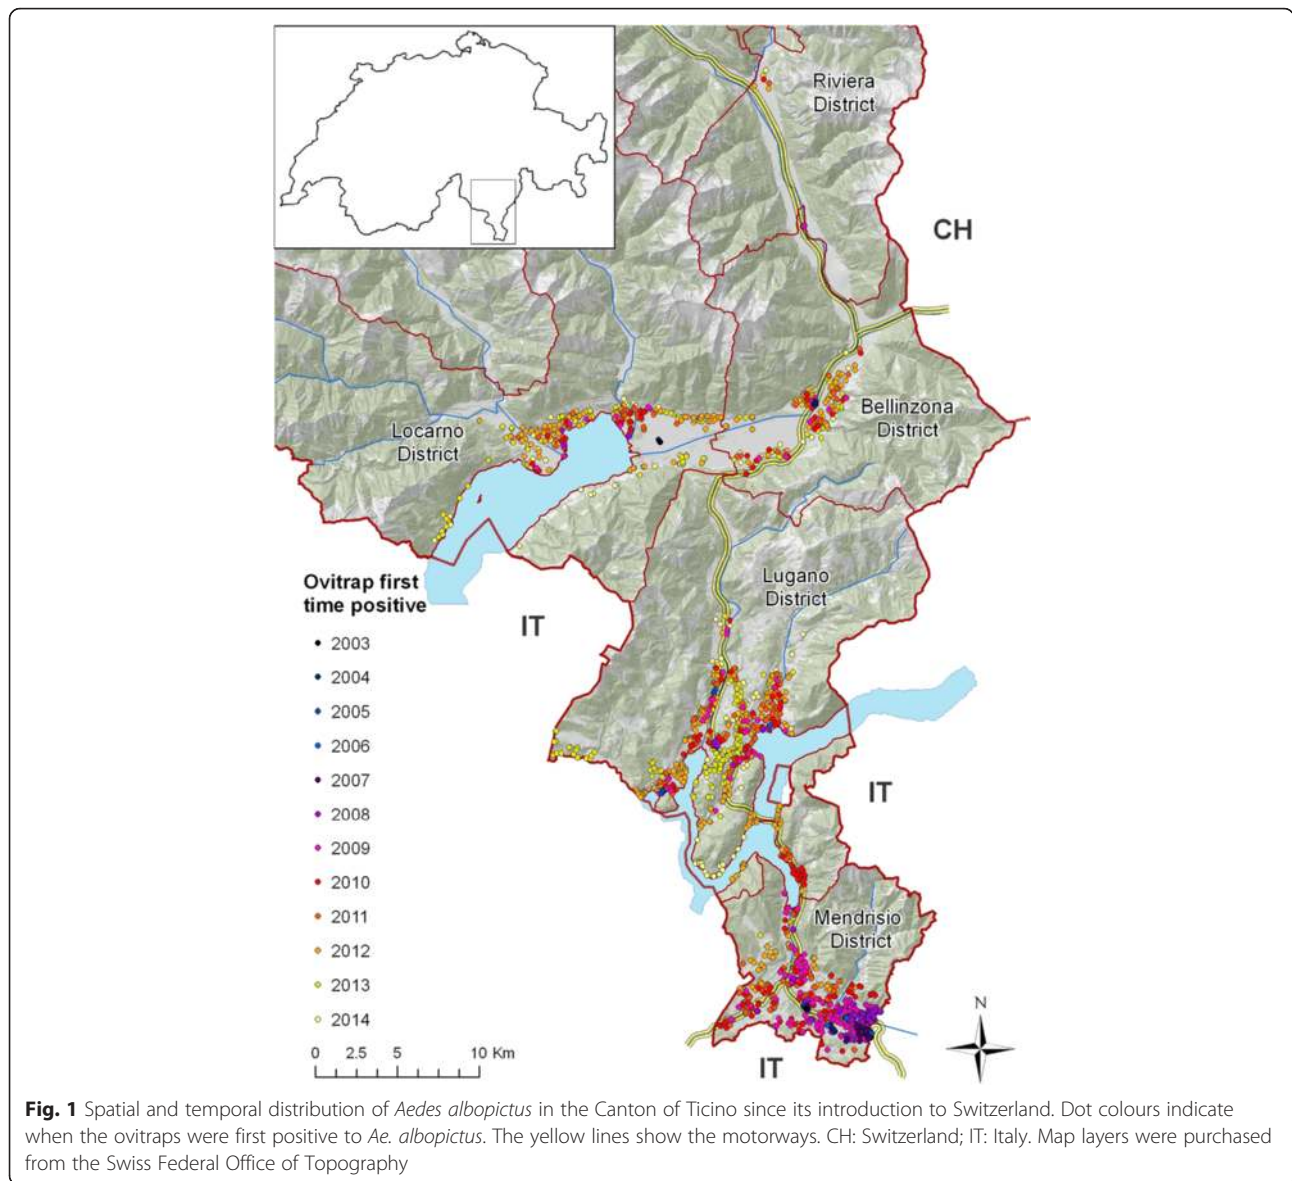 Riviera
District
CH
Bellinzona
District
Locarno
District
Lugano
District
Ovitrap first
time positive
IT
2003
2004
2005
2006
2007
2008
2009
2010
2011
2012
2013
2014
IT
Mendrisio
District
N
0 2.5 5 10 Km
IT
Fig. 1 Spatial and temporal distribution of Aedes albopictus in the Canton of Ticino since its introduction to Switzerland. Dot colours indicate
when the ovitraps were first positive to Ae. albopictus. The yellow lines show the motorways. CH: Switzerland; IT: Italy. Map layers were purchased
from the Swiss Federal Office of Topography